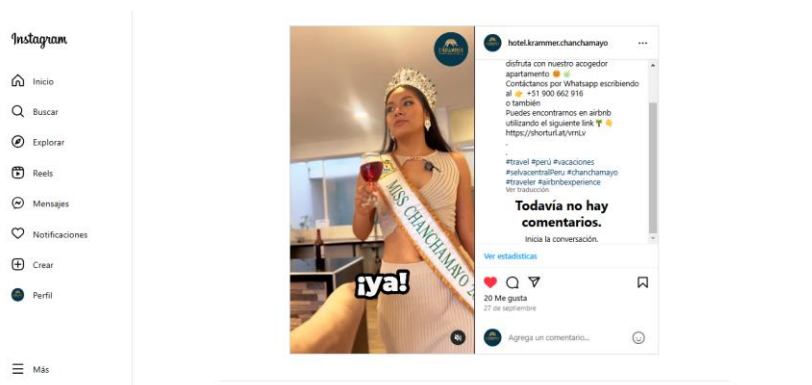 Instagram
Inicio
Buscar
Explorar
Reels
Mensajes
Notificaciones
Crear
Perfil
Más
MISS CHANCHAMAYO
¡ya!
hotel.krammer.chanchamayo
disfruta con nuestro acogedor
apartamento
Contáctanos por Whatsapp escribiendo
al 👉 +51 900 662 916
o también
Puedes encontrarnos en airbnb
utilizando el siguiente link 🌴 👇
https://shorturl.at/vrnLv
.
.
#travel #perú #vacaciones
#selvacentralPeru #chanchamayo
#traveler #airbnbexperience
Ver traducción
Todavía no hay
comentarios.
Inicia la conversación.
Ver estadísticas
20 Me gusta
27 de septiembre
Agrega un comentario...